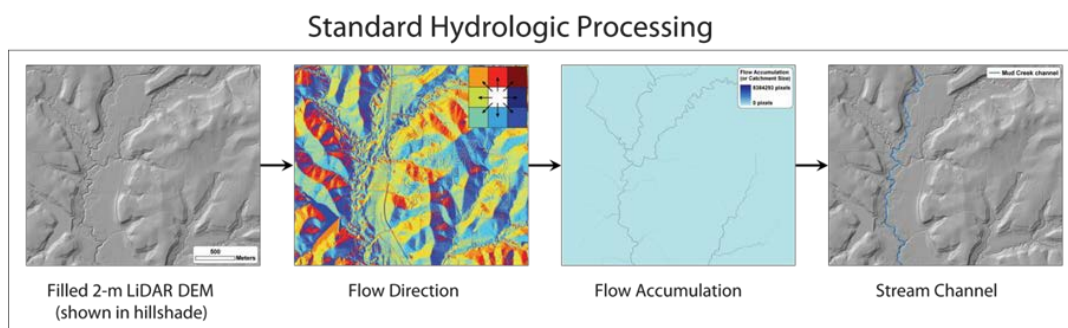 Standard Hydrologic Processing
500
Meters
Flow Accumulation
(or Catchment Size)
8384293 pixels
0 pixels
Mud Creek channel
Filled 2-m LiDAR DEM
(shown in hillshade)
Flow Direction
Flow Accumulation
Stream Channel